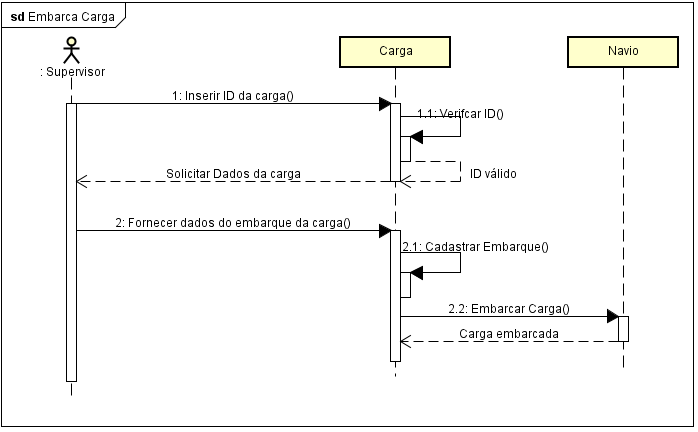 sd Embarca Carga
Carga
Navio
: Supervisor
1: Inserir ID da carga()
1.1: Verifcar ID()
Solicitar Dados da carga
ID válido
2: Fornecer dados do embarque da carga()
2.1: Cadastrar Embarque()
2.2: Embarcar Carga()
Carga embarcada